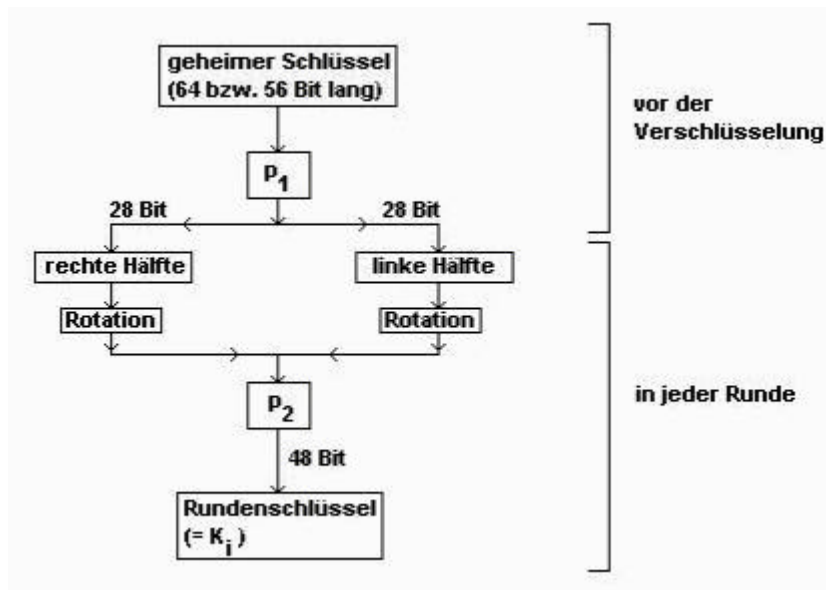 geheimer Schlüssel
(64 bzw. 56 Bit lang)
vor der
Verschlüsselung
P1
28 Bit
28 Bit
rechte Hälfte
linke Hälfte
Rotation
Rotation
in jeder Runde
P2
48 Bit
Rundenschlüssel
(= Ki )